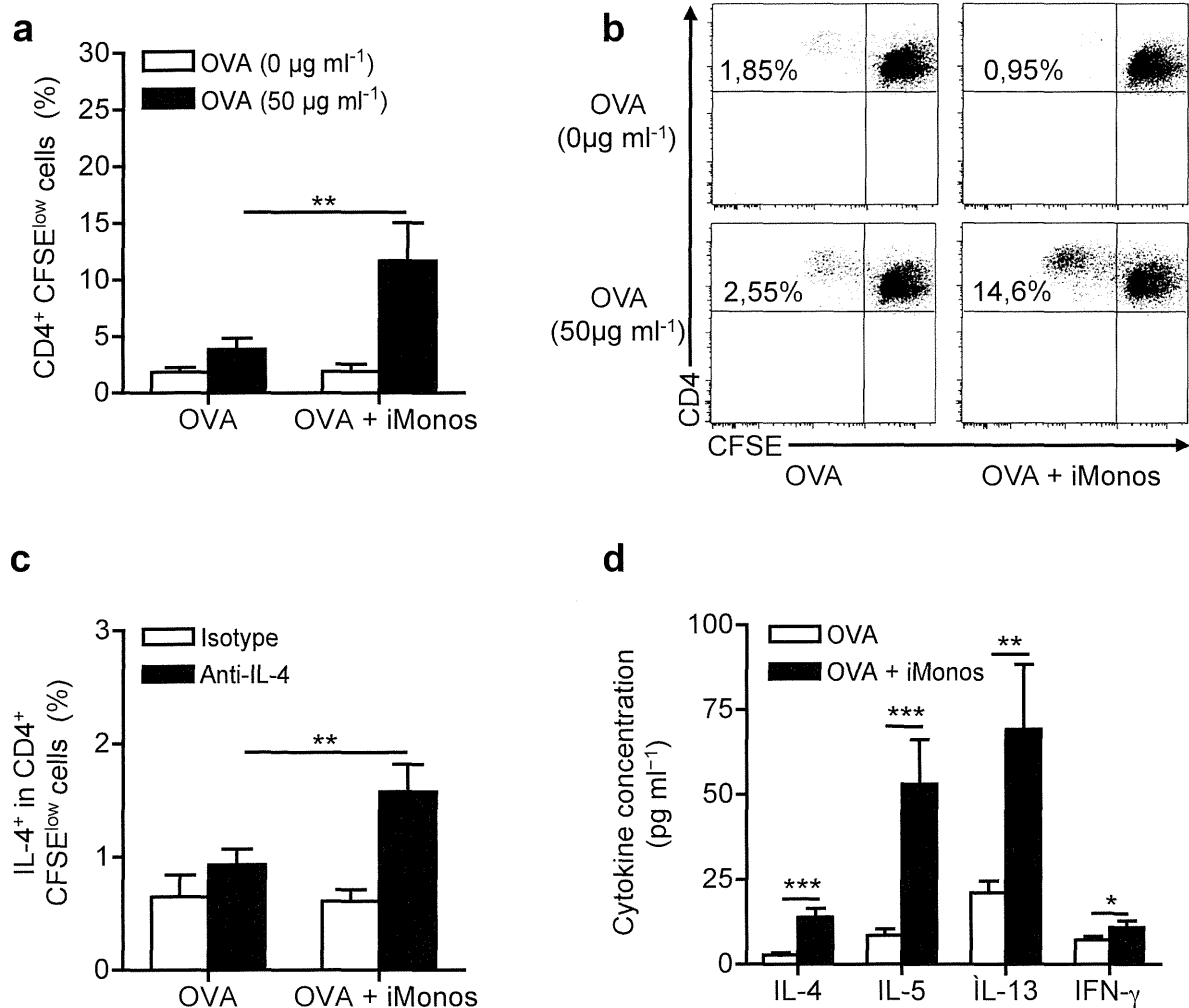 a
30
25
20
15
10
5
0
CD4⁺ CFSEˡᵒʷ cells (%)
OVA (0 µg ml⁻¹)
OVA (50 µg ml⁻¹)
**
OVA
OVA + iMonos
b
OVA
(0µg ml⁻¹)
1,85%
0,95%
OVA
(50µg ml⁻¹)
2,55%
14,6%
CD4
CFSE
OVA
OVA + iMonos
c
3
2
1
0
IL-4⁺ in CD4⁺
CFSEˡᵒʷ cells (%)
Isotype
Anti-IL-4
**
OVA
OVA + iMonos
d
100
75
50
25
0
Cytokine concentration
(pg ml⁻¹)
OVA
OVA + iMonos
***
***
**
*
IL-4
IL-5
ÌL-13
IFN-γ